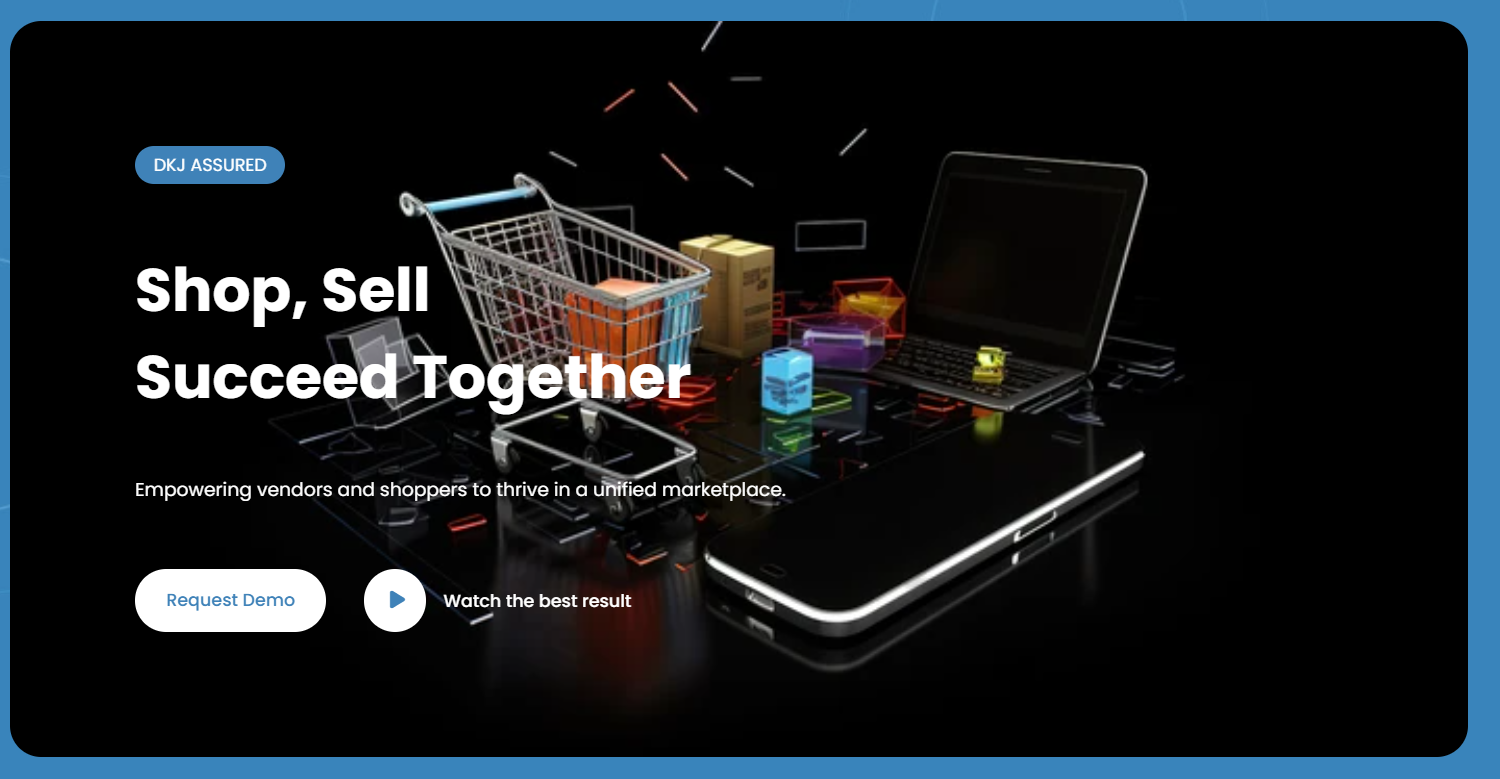 DKJ ASSURED
Shop, Sell
Succeed Together
Empowering vendors and shoppers to thrive in a unified marketplace.
Request Demo
Watch the best result